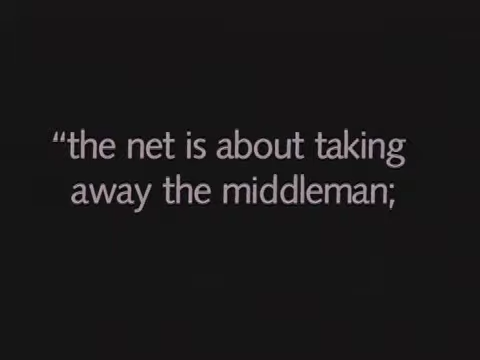 “the net is about taking
away the middleman;